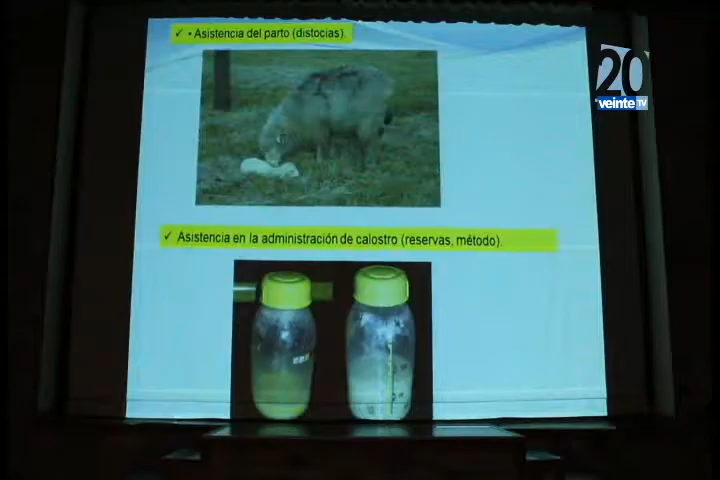 ✓ • Asistencia del parto (distocias).
20
veinte TV
✓ Asistencia en la administración de calostro (reservas, método).